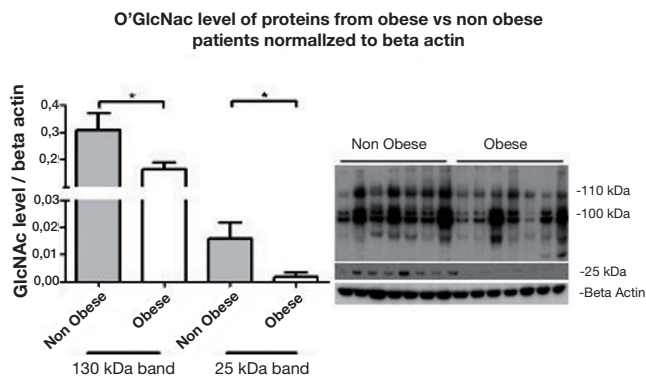 O’GlcNac level of proteins from obese vs non obese
patients normallzed to beta actin
GlcNAc level / beta actin
0,4
0,3
0,2
0,03
0,02
0,01
0,00
*
*
Non Obese
Obese
Non Obese
Obese
130 kDa band
25 kDa band
Non Obese
Obese
-110 kDa
-100 kDa
-25 kDa
-Beta Actin